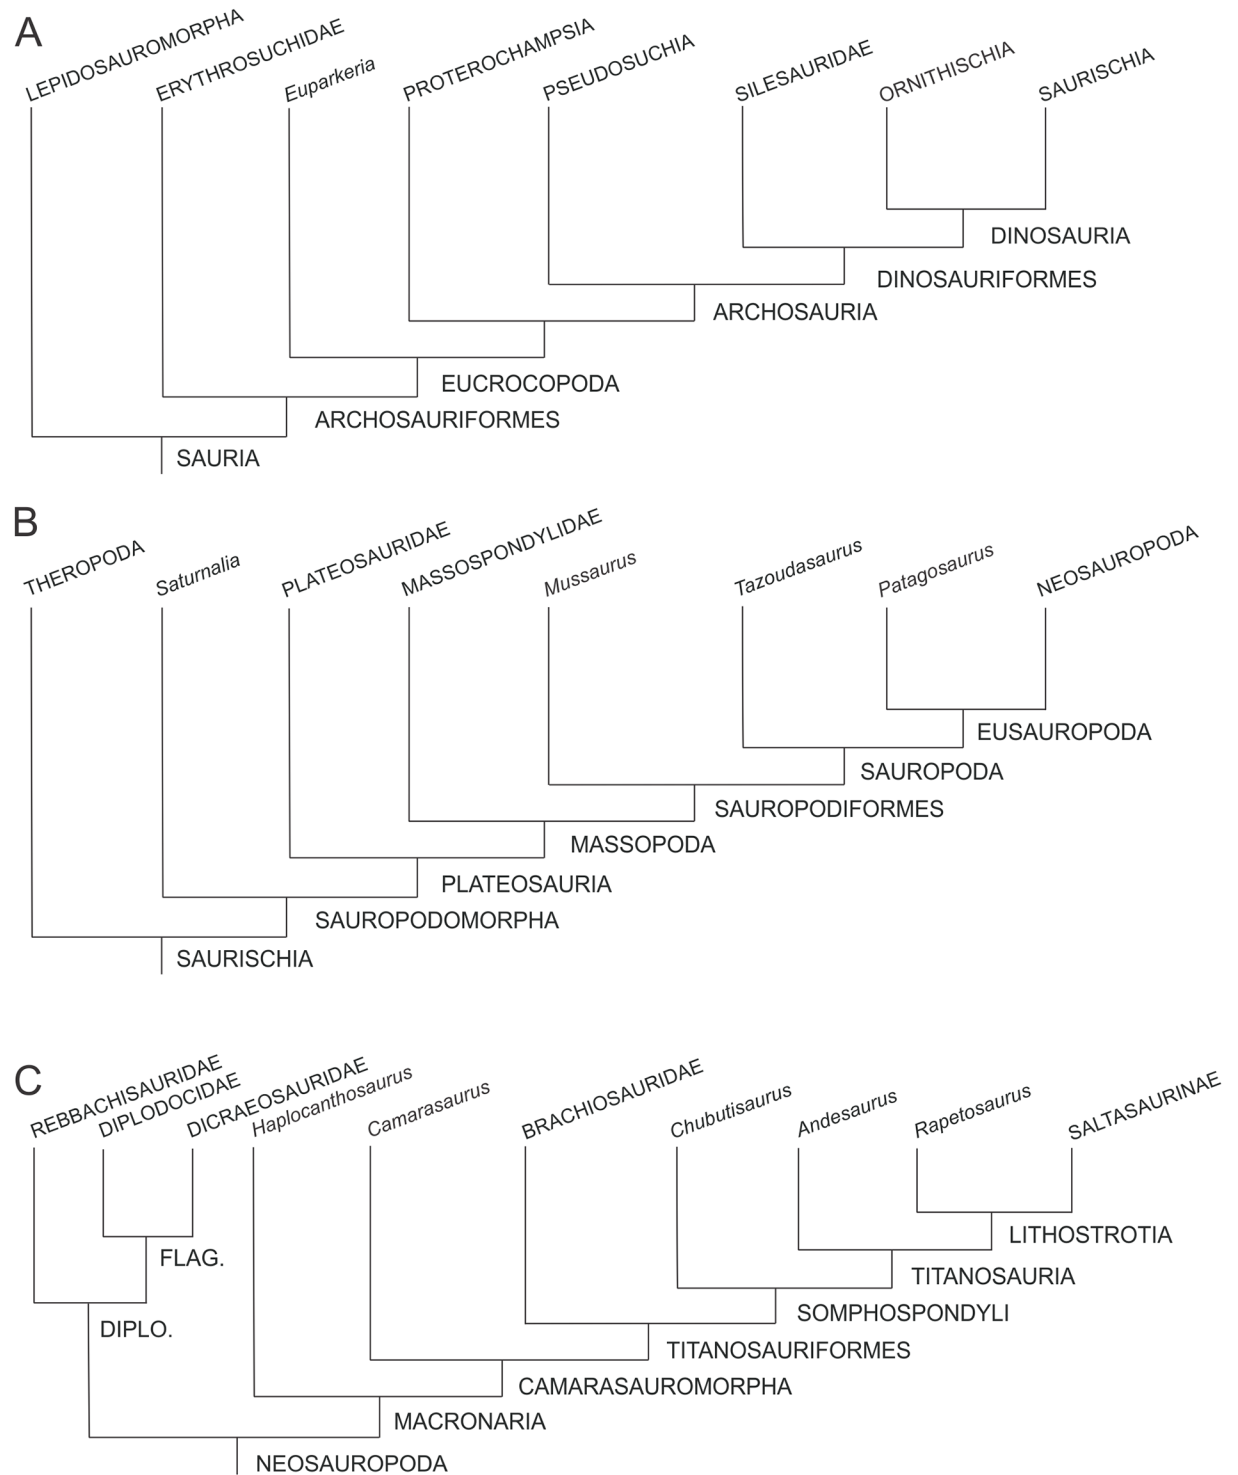 A
LEPIDOSAUROMORPHA
ERYTHROSUCHIDAE
Euparkeria
PROTEROCHAMPSIA
PSEUDOSUCHIA
SILESAURIDAE
ORNITHISCHIA
SAURISCHIA
DINOSAURIA
DINOSAURIFORMES
ARCHOSAURIA
EUCROCOPODA
ARCHOSAURIFORMES
SAURIA
B
THEROPODA
Saturnalia
PLATEOSAURIDAE
MASSOSPONDYLIDAE
Mussaurus
Tazoudasaurus
Patagosaurus
NEOSAUROPODA
EUSAUROPODA
SAUROPODA
SAUROPODIFORMES
MASSOPODA
PLATEOSAURIA
SAUROPODOMORPHA
SAURISCHIA
C
REBBACHISAURIDAE
DIPLODOCIDAE
DICRAEOSAURIDAE
Haplocanthosaurus
Camarasaurus
BRACHIOSAURIDAE
Chubutisaurus
Andesaurus
Rapetosaurus
SALTASAURINAE
LITHOSTROTIA
FLAG.
TITANOSAURIA
SOMPHOSPONDYLI
DIPLO.
TITANOSAURIFORMES
CAMARASAUROMORPHA
MACRONARIA
NEOSAUROPODA